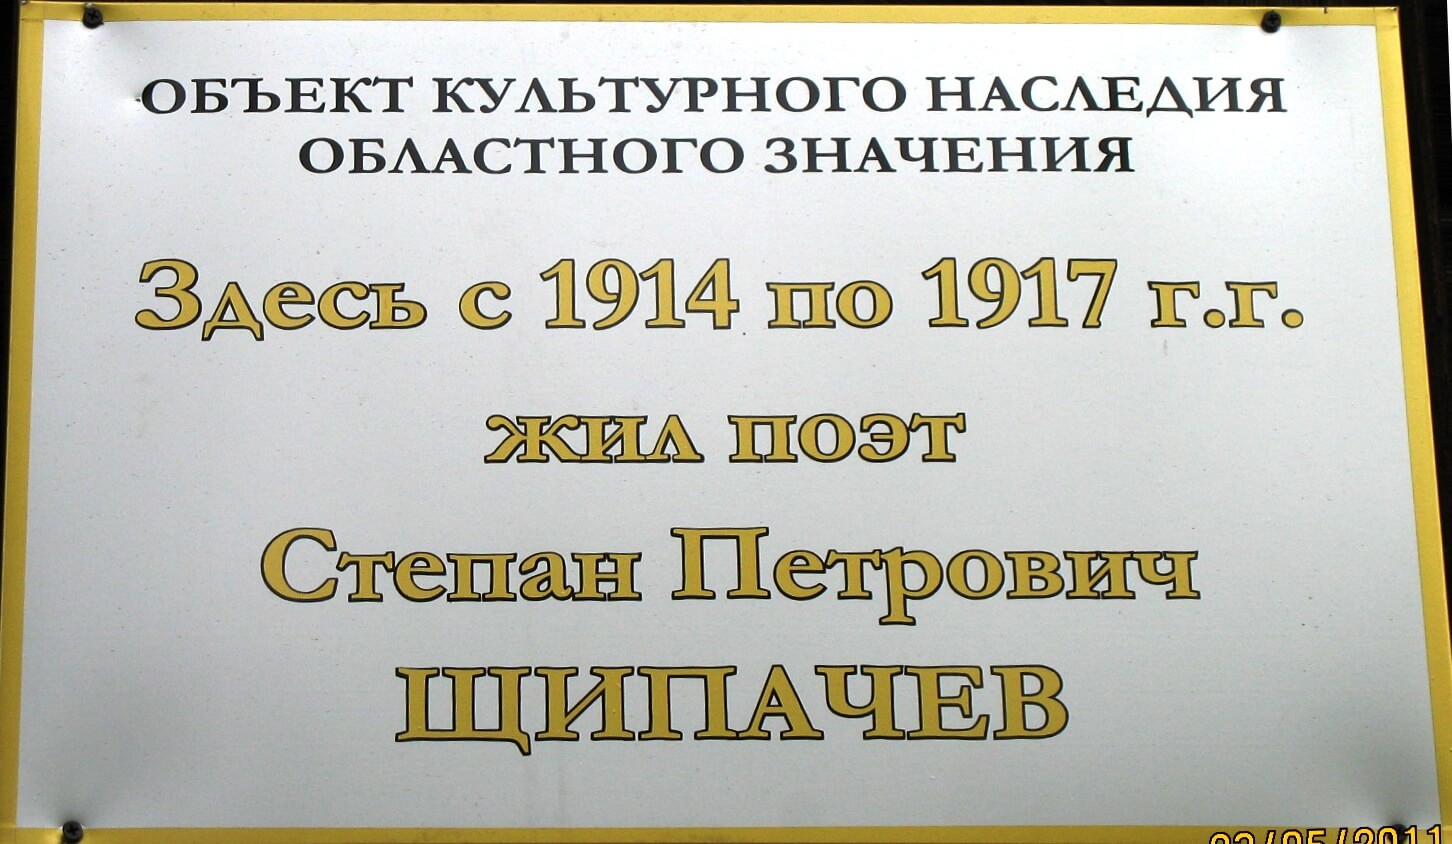 ОБЪЕКТ КУЛЬТУРНОГО НАСЛЕДИЯ
ОБЛАСТНОГО ЗНАЧЕНИЯ
Здесь с 1914 по 1917 г.г.
жил поэт
Степан Петрович
ЩИПАЧЕВ